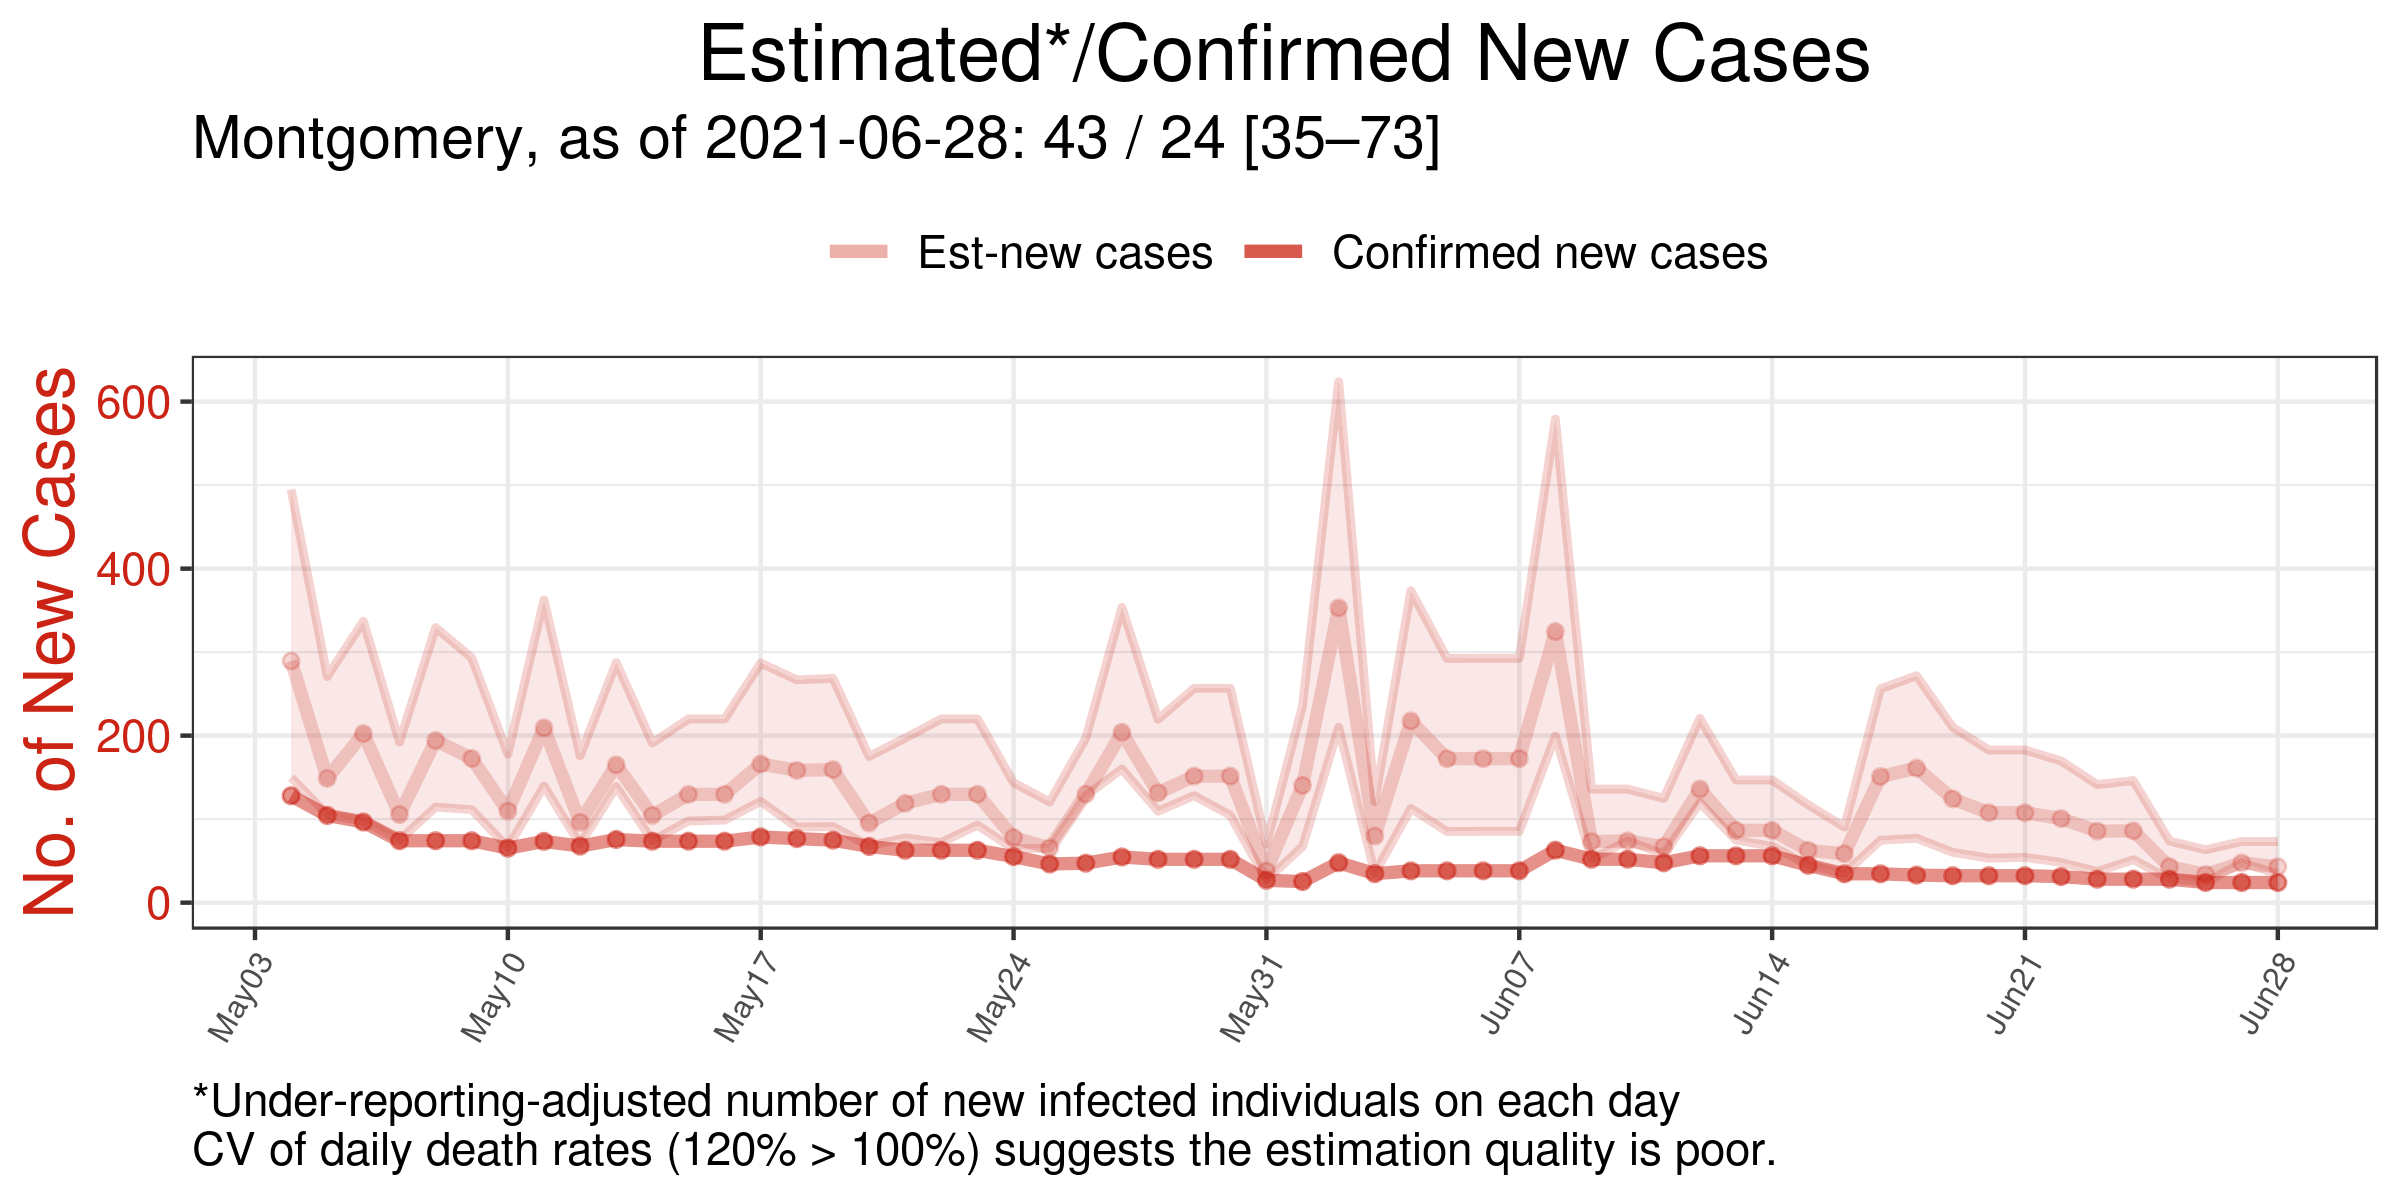 Estimated*/Confirmed New Cases
Montgomery, as of 2021-06-28: 43 / 24 [35–73]
Est-new cases
Confirmed new cases
No. of New Cases
600
400
200
0
May03
May10
May17
May24
May31
Jun07
Jun14
Jun21
Jun28
*Under-reporting-adjusted number of new infected individuals on each day
CV of daily death rates (120% > 100%) suggests the estimation quality is poor.